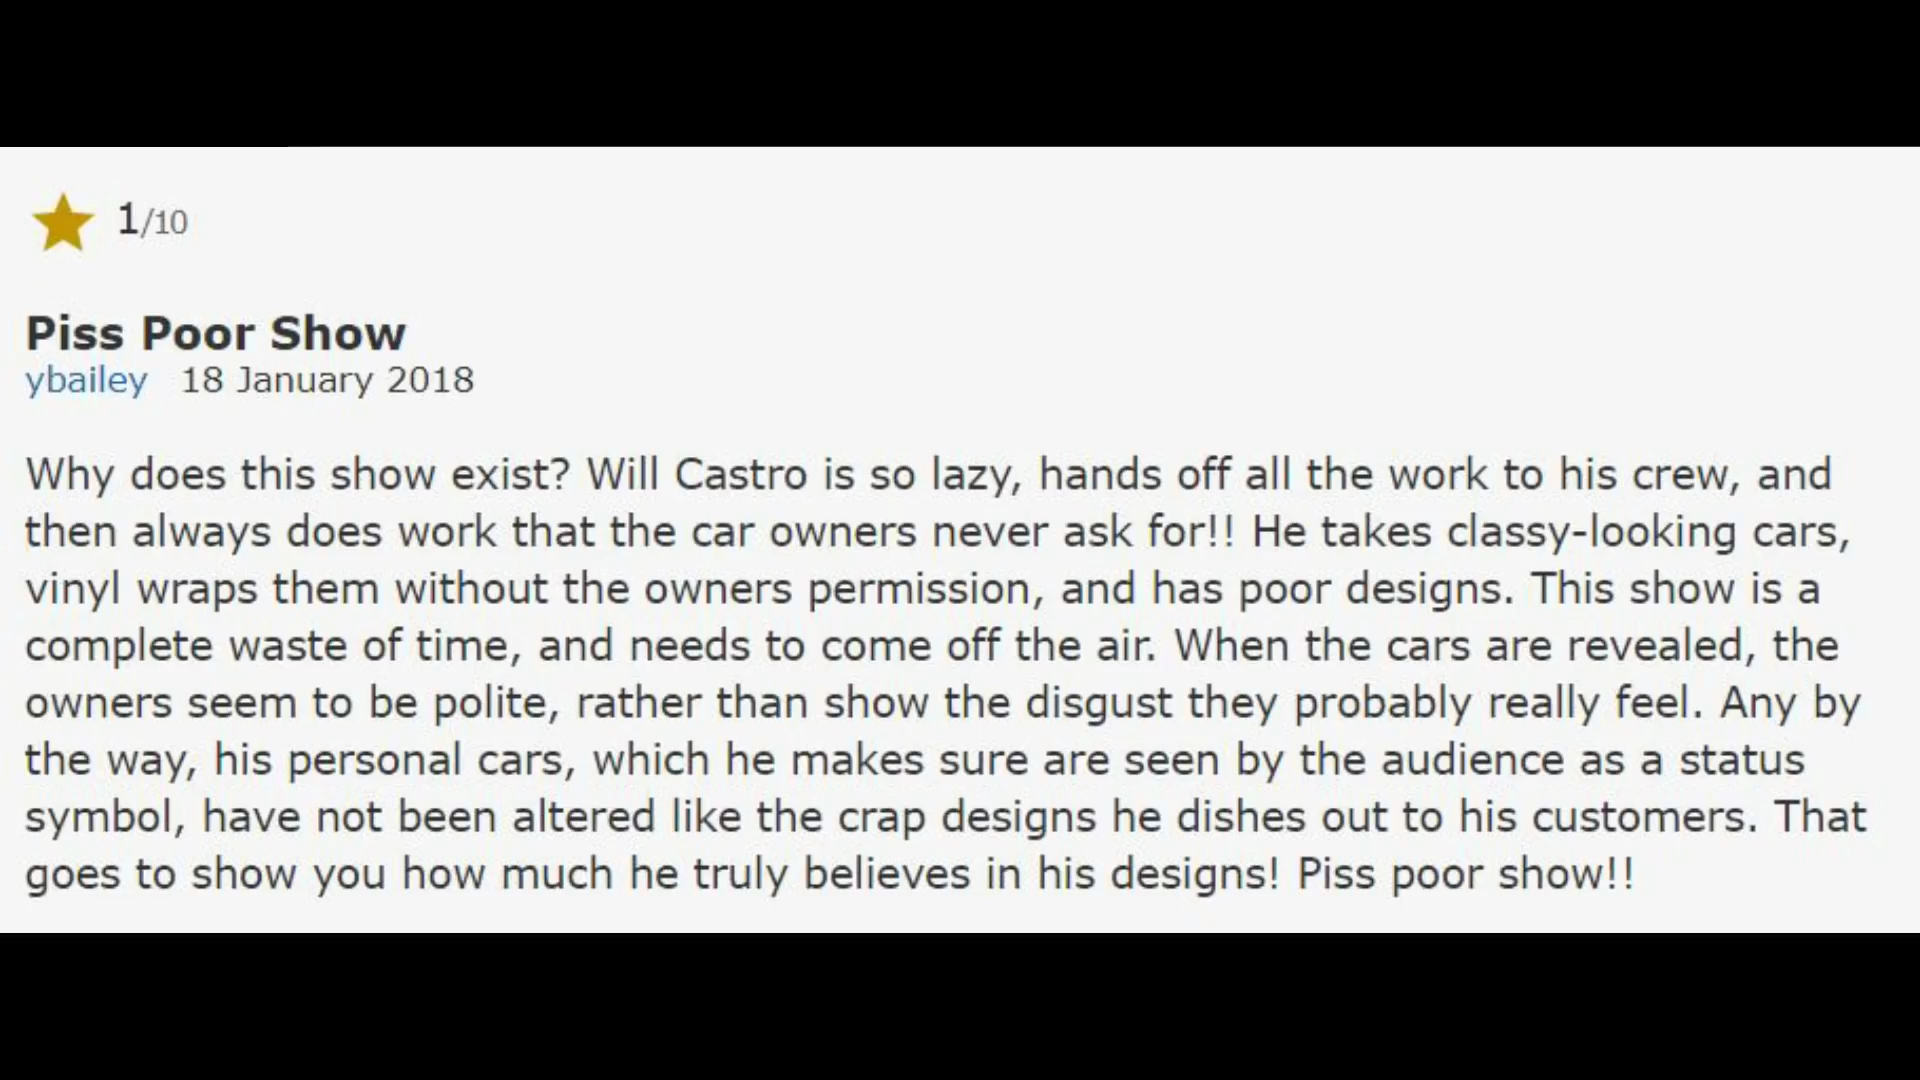 1/10
Piss Poor Show
ybailey 18 January 2018
Why does this show exist? Will Castro is so lazy, hands off all the work to his crew, and
then always does work that the car owners never ask for!! He takes classy-looking cars,
vinyl wraps them without the owners permission, and has poor designs. This show is a
complete waste of time, and needs to come off the air. When the cars are revealed, the
owners seem to be polite, rather than show the disgust they probably really feel. Any by
the way, his personal cars, which he makes sure are seen by the audience as a status
symbol, have not been altered like the crap designs he dishes out to his customers. That
goes to show you how much he truly believes in his designs! Piss poor show!!